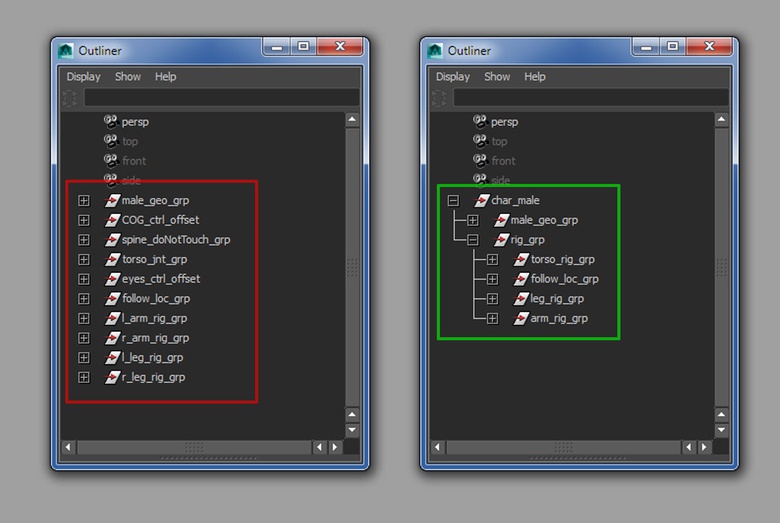 Outliner
Display Show Help
persp
top
front
side
male_geo_grp
COG_ctrl_offset
spine_doNotTouch_grp
torso_jnt_grp
eyes_ctrl_offset
follow_loc_grp
l_arm_rig_grp
r_arm_rig_grp
l_leg_rig_grp
r_leg_rig_grp
Outliner
Display Show Help
persp
top
front
side
char_male
male_geo_grp
rig_grp
torso_rig_grp
follow_loc_grp
leg_rig_grp
arm_rig_grp